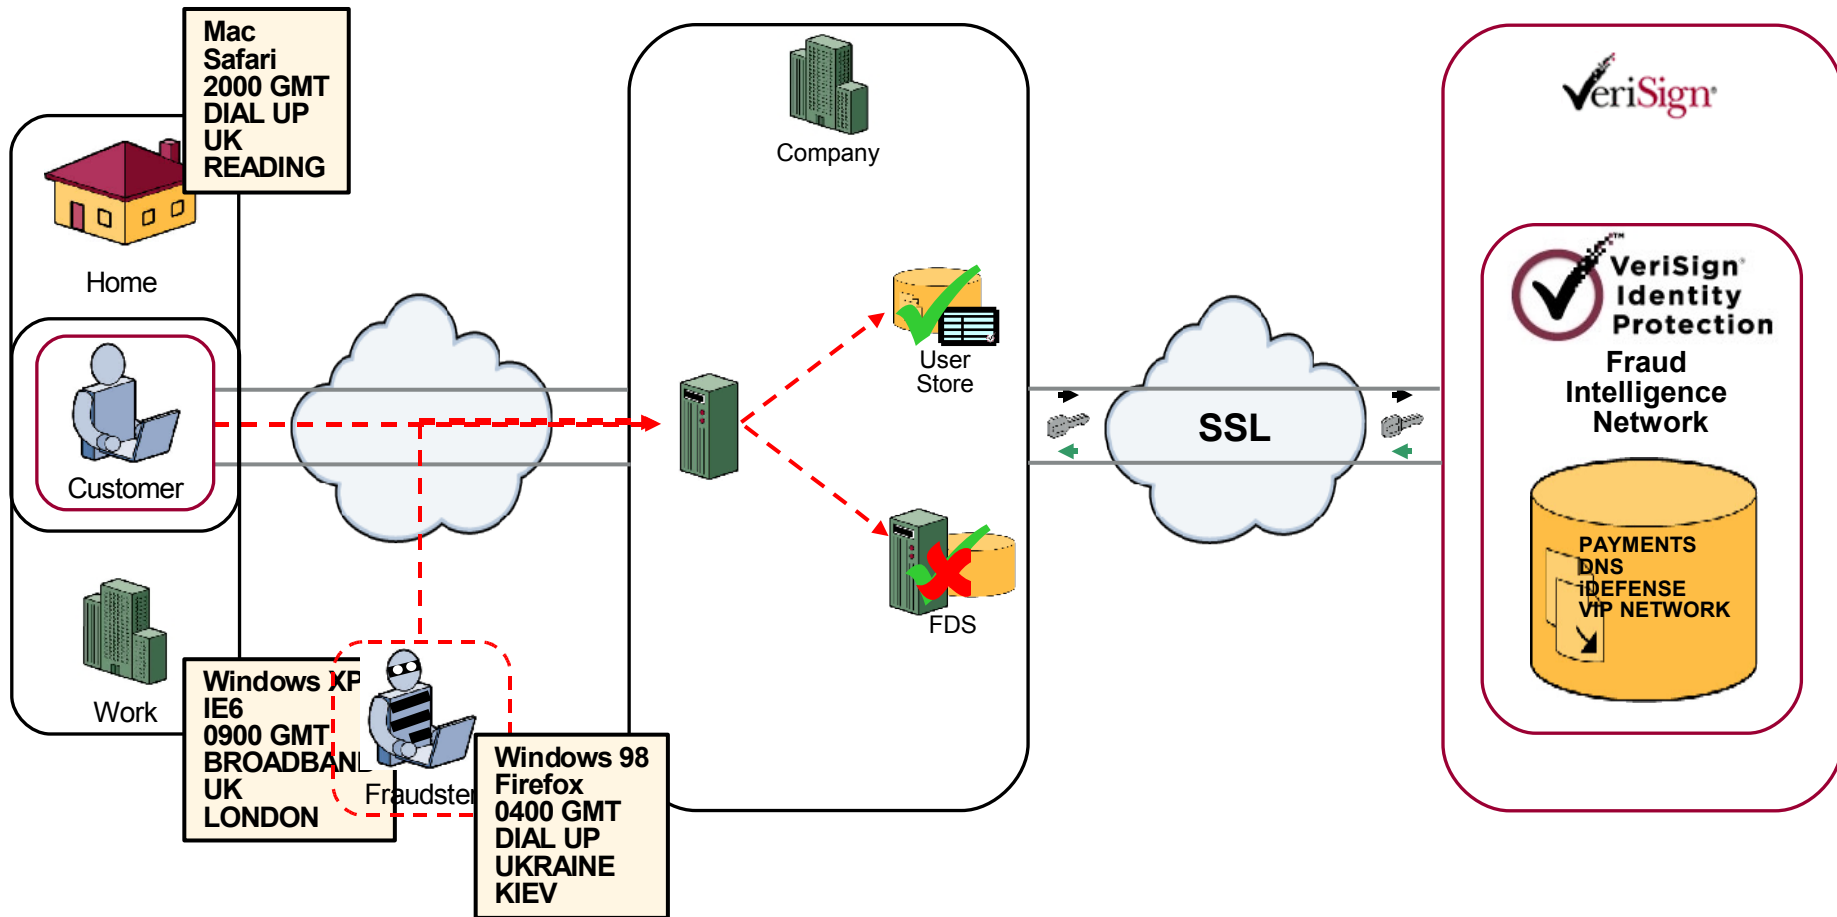 Mac
Safari
2000 GMT
DIAL UP
UK
READING
Home
Customer
Work
Windows XP
IE6
0900 GMT
BROADBAND
UK
LONDON
Fraudster
Windows 98
Firefox
0400 GMT
DIAL UP
UKRAINE
KIEV
Company
User
Store
FDS
SSL
VeriSign®
VeriSign®
Identity
Protection™
Fraud
Intelligence
Network
PAYMENTS
DNS
iDEFENSE
VIP NETWORK